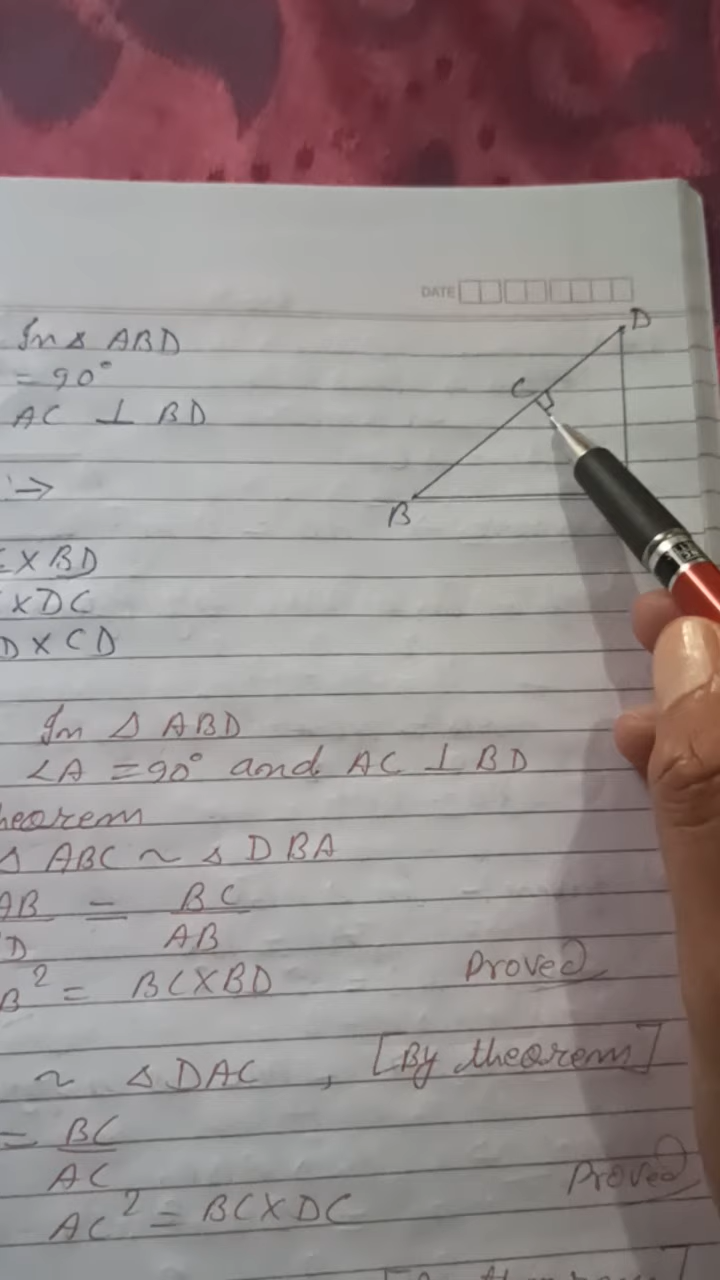 DATE
In △ ABD
= 90°
AC ⊥ BD
D
C
B
:→
× BD
× DC
D × CD
In △ ABD
∠A = 90° and AC ⊥ BD
heorem
△ ABC ~ △ DBA
AB = BC
D AB
B² = BC×BD Proved
~ △ DAC , [By theorem]
= BC
AC
AC² = BC×DC Proved